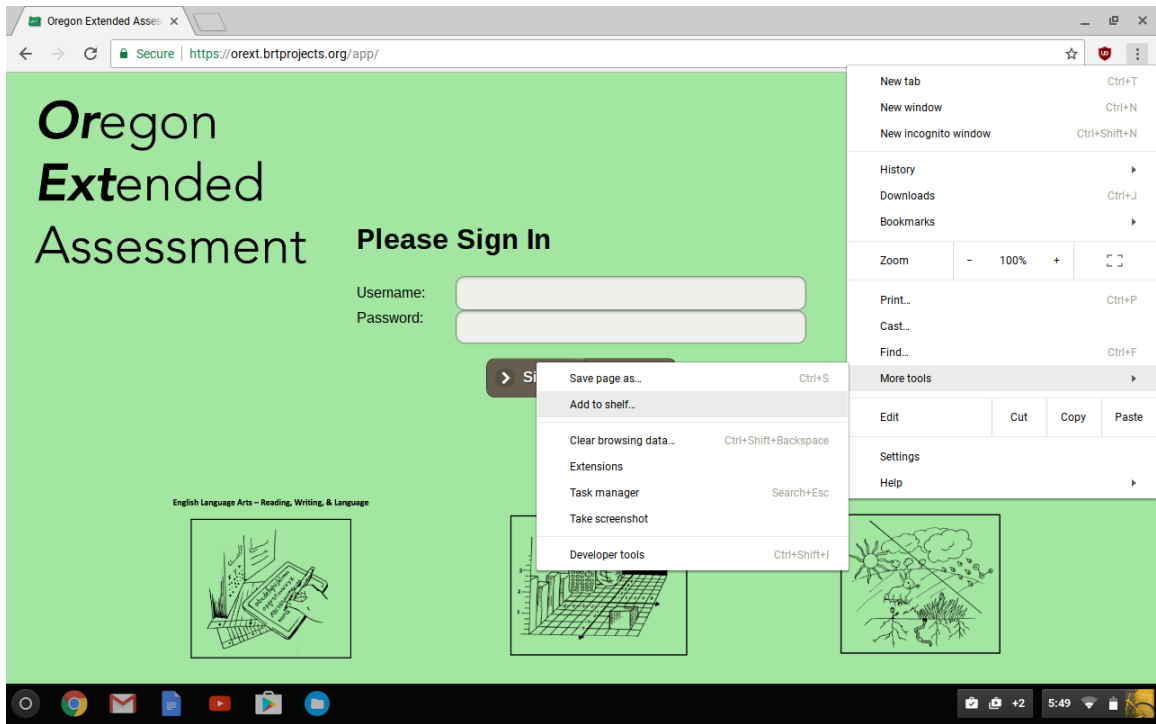 Oregon Extended Asses
Secure | https://orext.brtprojects.org/app/
Oregon
Extended
Assessment
Please Sign In
Username:
Password:
Si
English Language Arts – Reading, Writing, & Language
New tab Ctrl+T
New window Ctrl+N
New incognito window Ctrl+Shift+N
History
Downloads Ctrl+J
Bookmarks
Zoom - 100% +
Print... Ctrl+P
Cast...
Find... Ctrl+F
More tools
Edit Cut Copy Paste
Settings
Help
Save page as... Ctrl+S
Add to shelf...
Clear browsing data... Ctrl+Shift+Backspace
Extensions
Task manager Search+Esc
Take screenshot
Developer tools Ctrl+Shift+I
+2 5:49